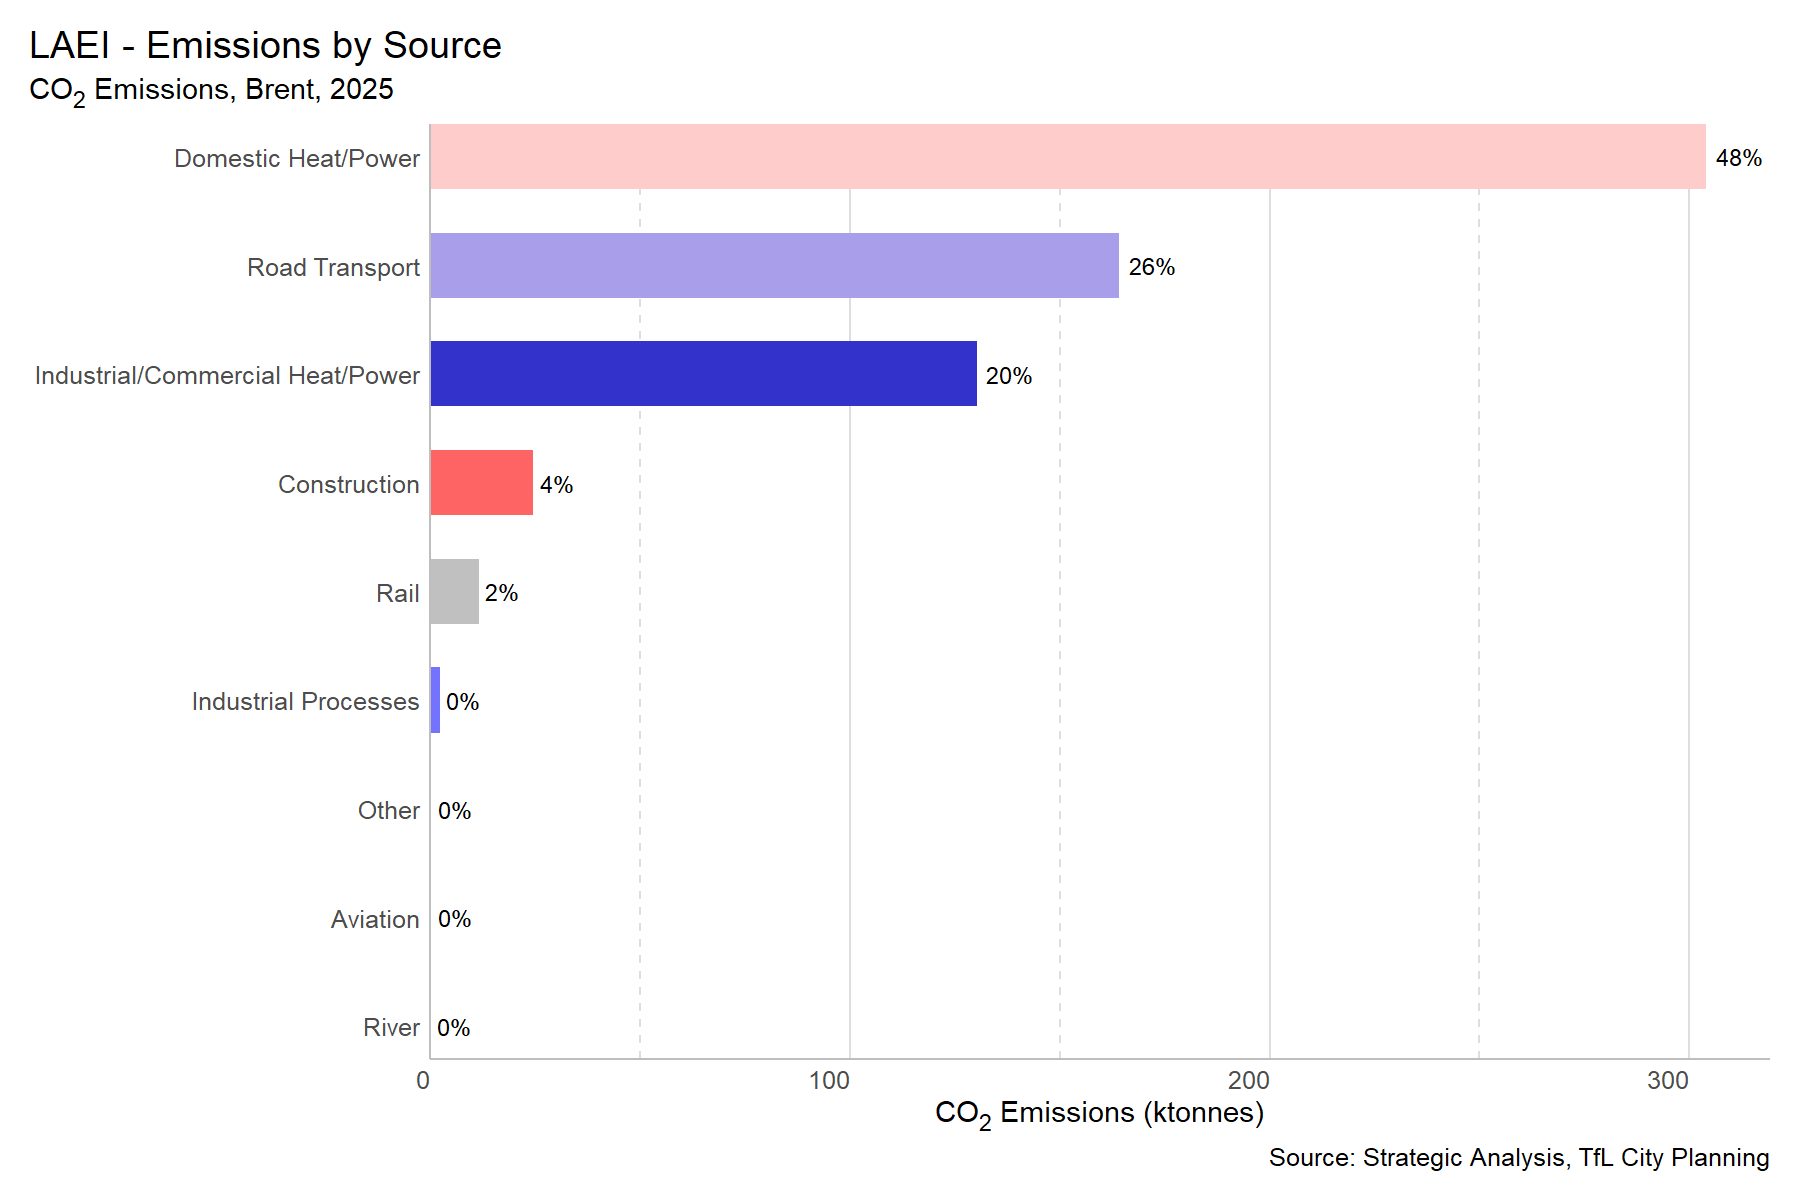 LAEI - Emissions by Source
CO₂ Emissions, Brent, 2025
Domestic Heat/Power 48%
Road Transport 26%
Industrial/Commercial Heat/Power 20%
Construction 4%
Rail 2%
Industrial Processes 0%
Other 0%
Aviation 0%
River 0%
0 100 200 300
CO₂ Emissions (ktonnes)
Source: Strategic Analysis, TfL City Planning